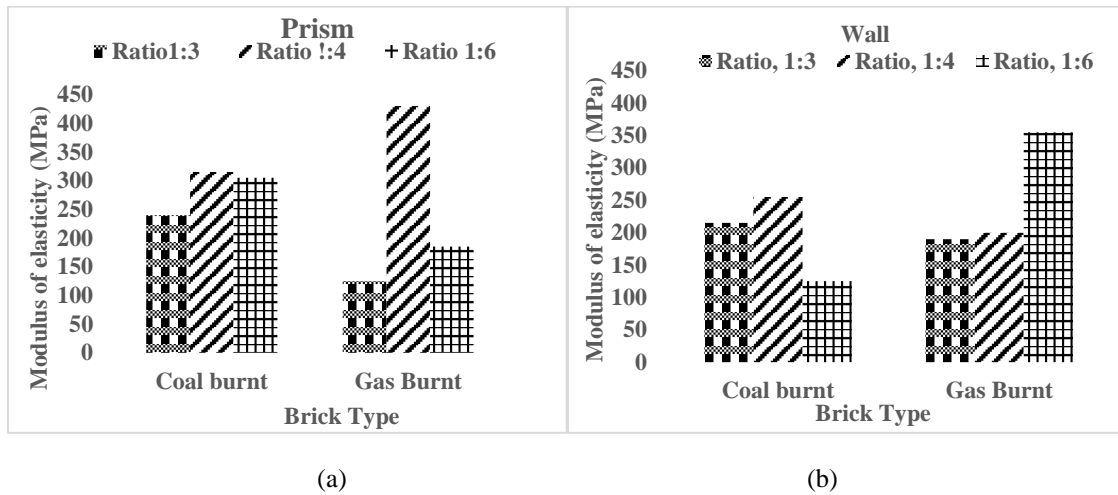 Prism
Ratio1:3 Ratio !:4 Ratio 1:6
Modulus of elasticity (MPa)
450
400
350
300
250
200
150
100
50
0
Coal burnt Gas Burnt
Brick Type
(a)
Wall
Ratio, 1:3 Ratio, 1:4 Ratio, 1:6
Modulus of elasticity (MPa)
450
400
350
300
250
200
150
100
50
0
Coal burnt Gas Burnt
Brick Type
(b)